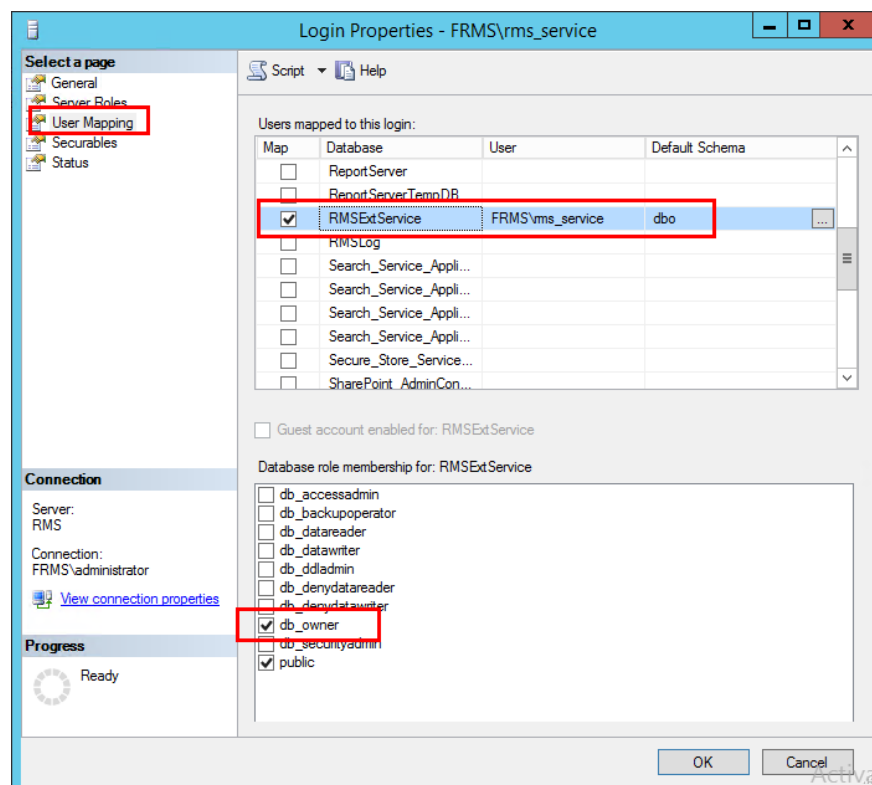 Login Properties - FRMS\rms_service
Select a page
General
Server Roles
User Mapping
Securables
Status
Script
Help
Users mapped to this login:
Map Database User Default Schema
ReportServer
ReportServerTempDB
RMSExtService FRMS\rms_service dbo ...
RMSLog
Search_Service_Appli...
Search_Service_Appli...
Search_Service_Appli...
Search_Service_Appli...
Secure_Store_Service...
SharePoint_AdminCon...
Guest account enabled for: RMSExtService
Database role membership for: RMSExtService
db_accessadmin
db_backupoperator
db_datareader
db_datawriter
db_ddladmin
db_denydatareader
db_denydatawriter
db_owner
db_securityadmin
public
Connection
Server:
RMS
Connection:
FRMS\administrator
View connection properties
Progress
Ready
OK
Cancel
Activa